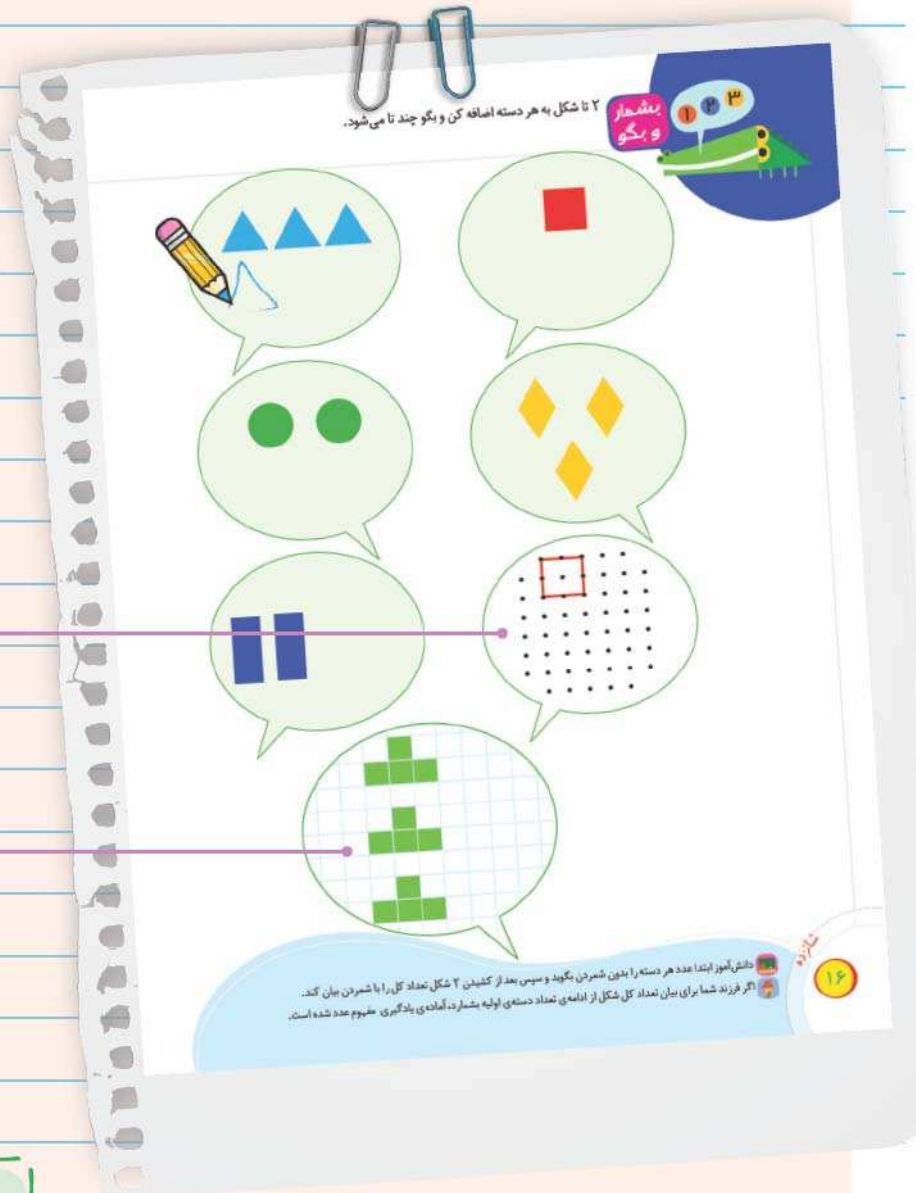 ۱ ۲ ۳
بشمار
و بگو
۲ تا شکل به هر دسته اضافه کن و بگو چند تا می‌شود.
دانش‌آموز ابتدا عدد هر دسته را بدون شمردن بگوید و سپس بعد از کشیدن ۲ شکل تعداد کل را با شمردن بیان کند.
اگر فرزند شما برای بیان تعداد کل شکل از ادامه‌ی تعداد دسته‌ی اولیه بشمارد، آماده‌ی یادگیری مفهوم عدد شده است.
شانزده
۱۶